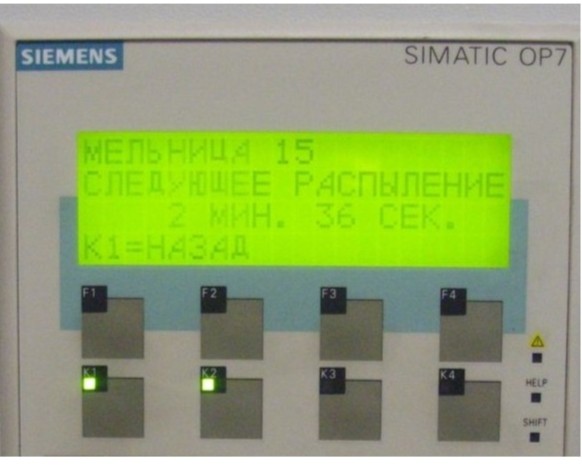 SIEMENS
SIMATIC OP7
МЕЛЬНИЦА 15
СЛЕДУЮЩЕЕ РАСПЫЛЕНИЕ
2 МИН. 36 СЕК.
К1=НАЗАД
F1 F2 F3 F4
K1 K2 K3 K4
HELP
SHIFT